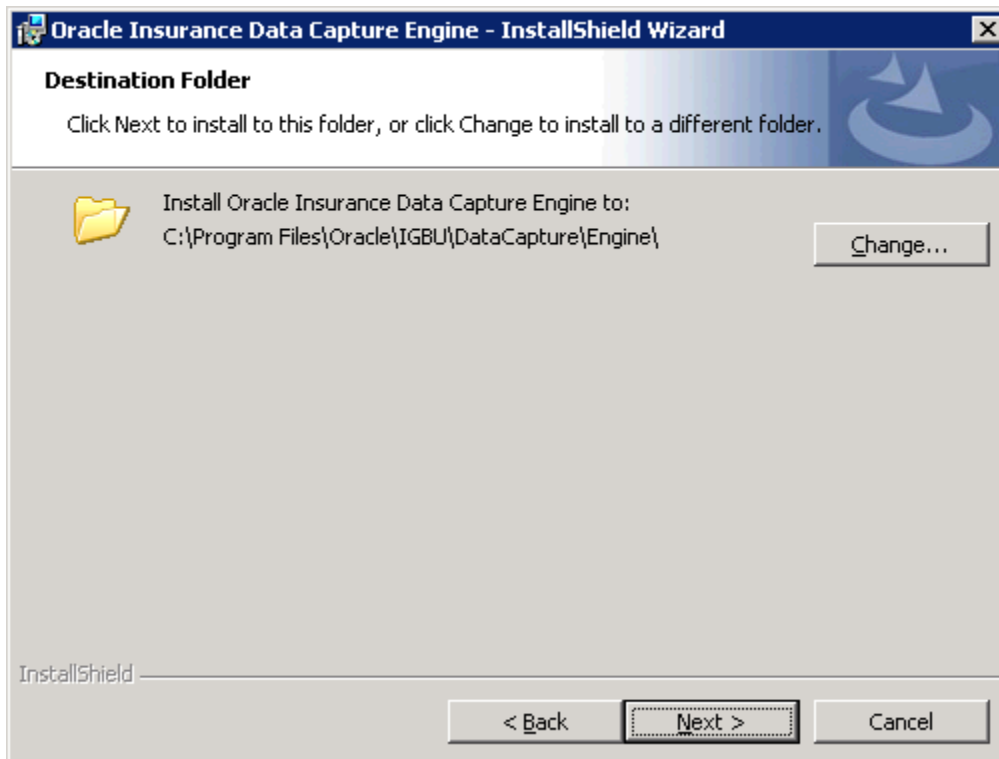 Oracle Insurance Data Capture Engine - InstallShield Wizard
Destination Folder
Click Next to install to this folder, or click Change to install to a different folder.
Install Oracle Insurance Data Capture Engine to:
C:\Program Files\Oracle\IGBU\DataCapture\Engine\
Change...
InstallShield
< Back
Next >
Cancel